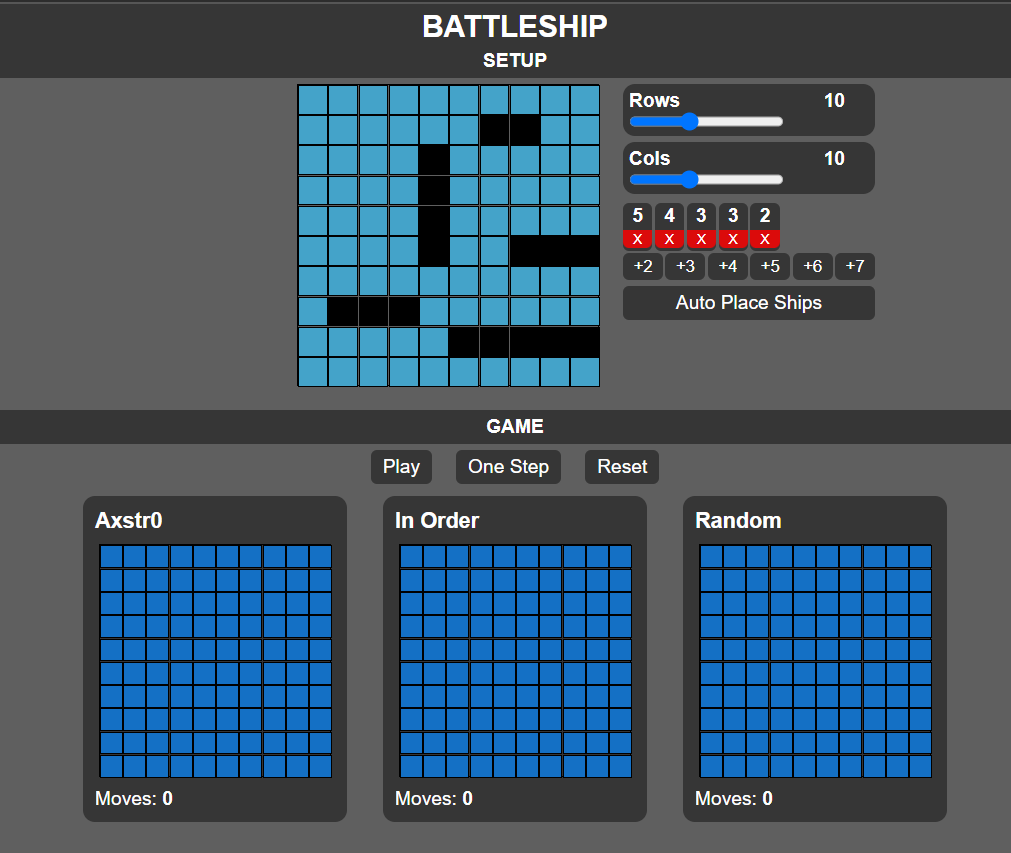 BATTLESHIP
SETUP
Rows 10
Cols 10
5 4 3 3 2
X X X X X
+2 +3 +4 +5 +6 +7
Auto Place Ships
GAME
Play One Step Reset
Axstr0 In Order Random
Moves: 0 Moves: 0 Moves: 0